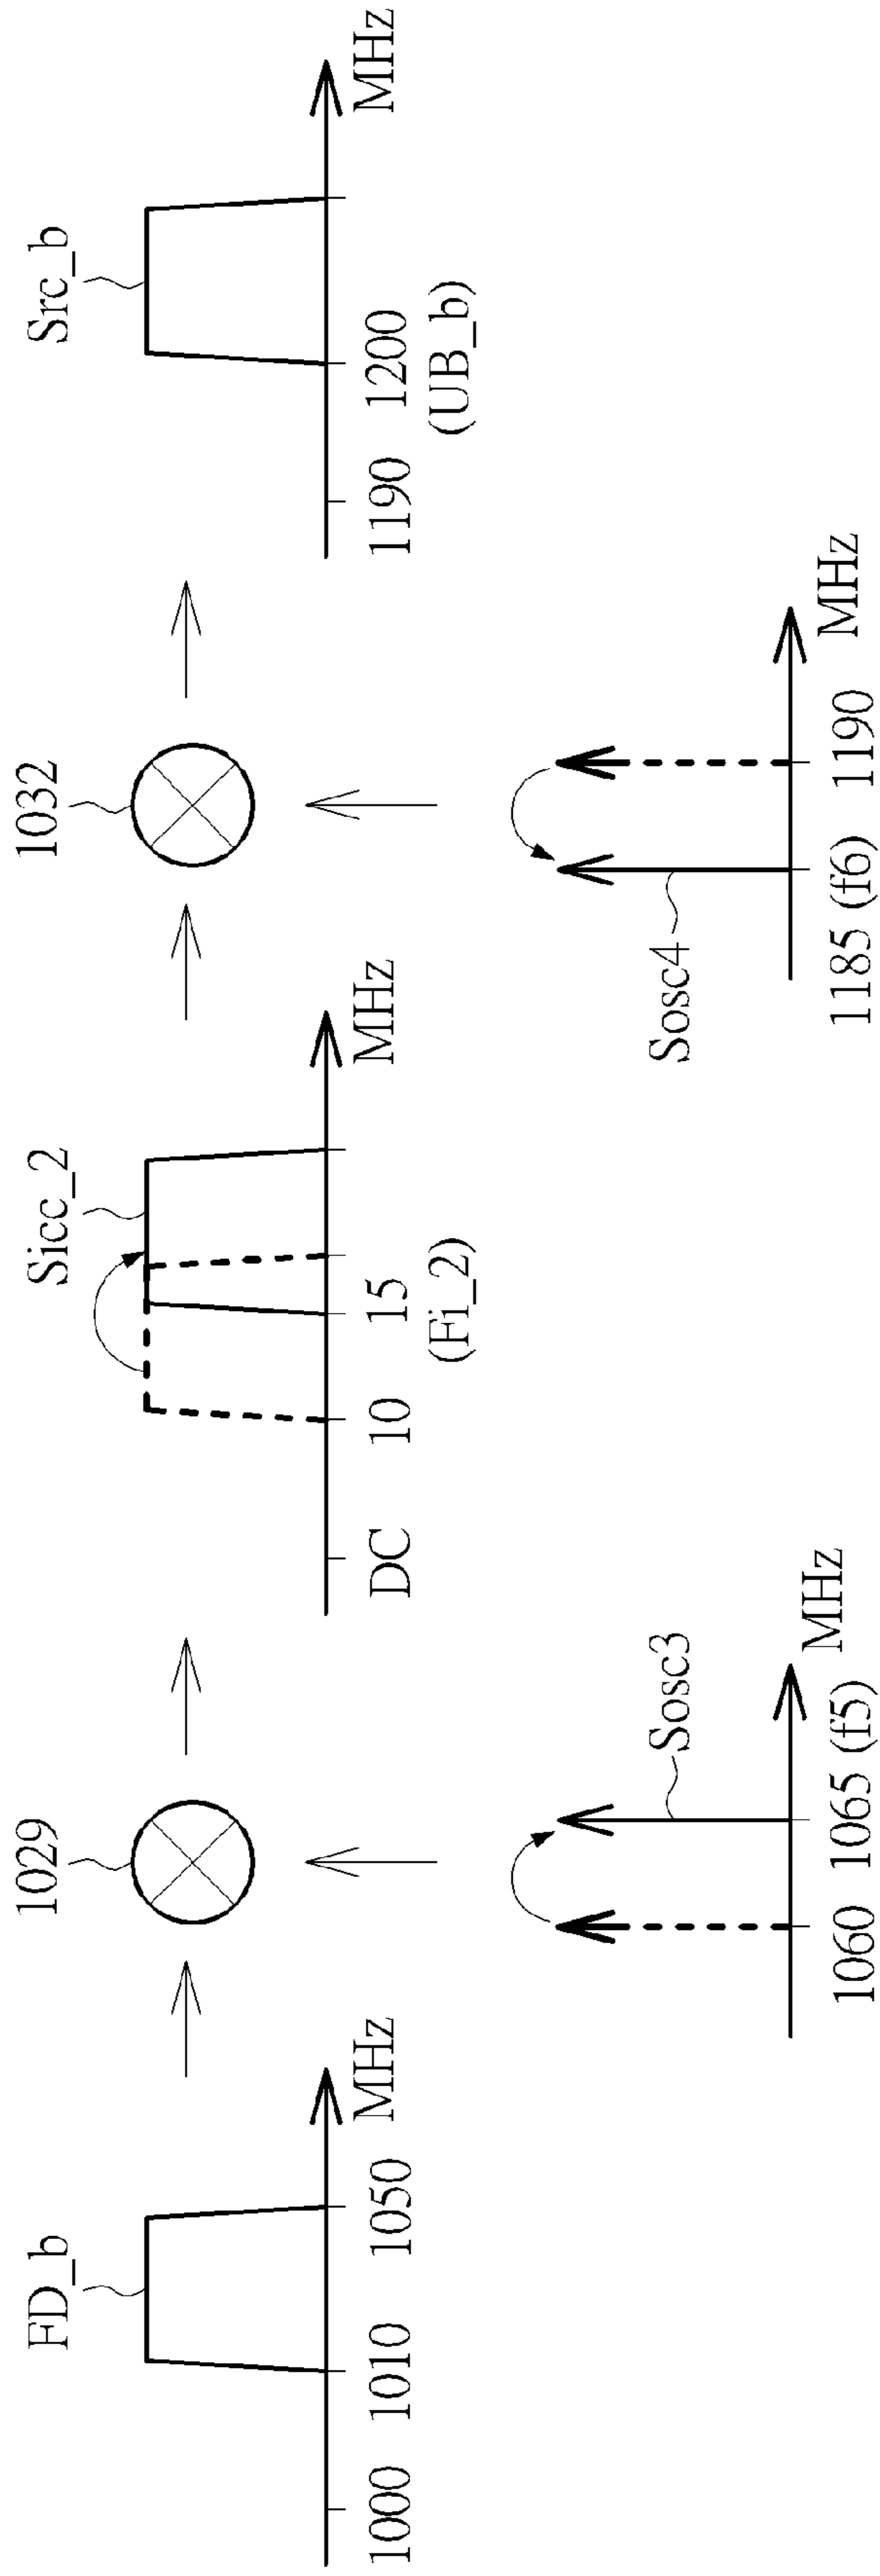 FD_b
1000 1010 1050
MHz
1029
1060 1065 (f5)
MHz
Sosc3
Sicc_2
DC 10 15
(Fi_2)
MHz
1032
Sosc4
1185 (f6) 1190
MHz
Src_b
1190 1200
(UB_b)
MHz